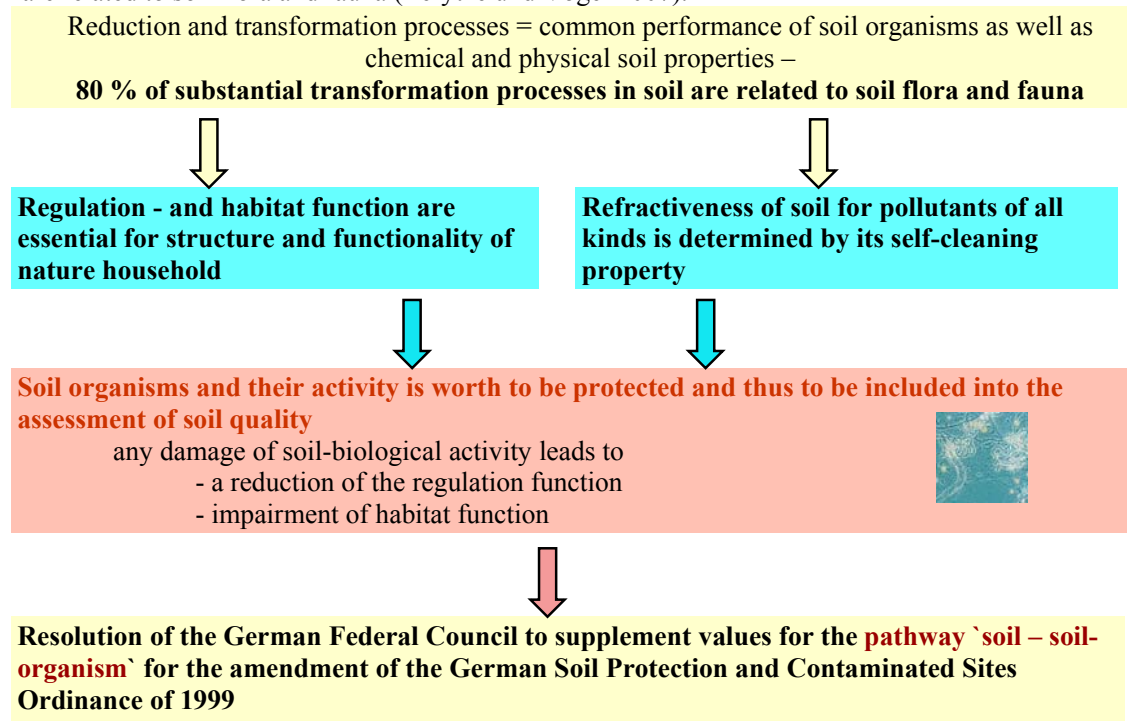 Reduction and transformation processes = common performance of soil organisms as well as
chemical and physical soil properties –
80 % of substantial transformation processes in soil are related to soil flora and fauna
Regulation - and habitat function are
essential for structure and functionality of
nature household
Refractiveness of soil for pollutants of all
kinds is determined by its self-cleaning
property
Soil organisms and their activity is worth to be protected and thus to be included into the
assessment of soil quality
any damage of soil-biological activity leads to
- a reduction of the regulation function
- impairment of habitat function
Resolution of the German Federal Council to supplement values for the pathway `soil – soil-
organism` for the amendment of the German Soil Protection and Contaminated Sites
Ordinance of 1999